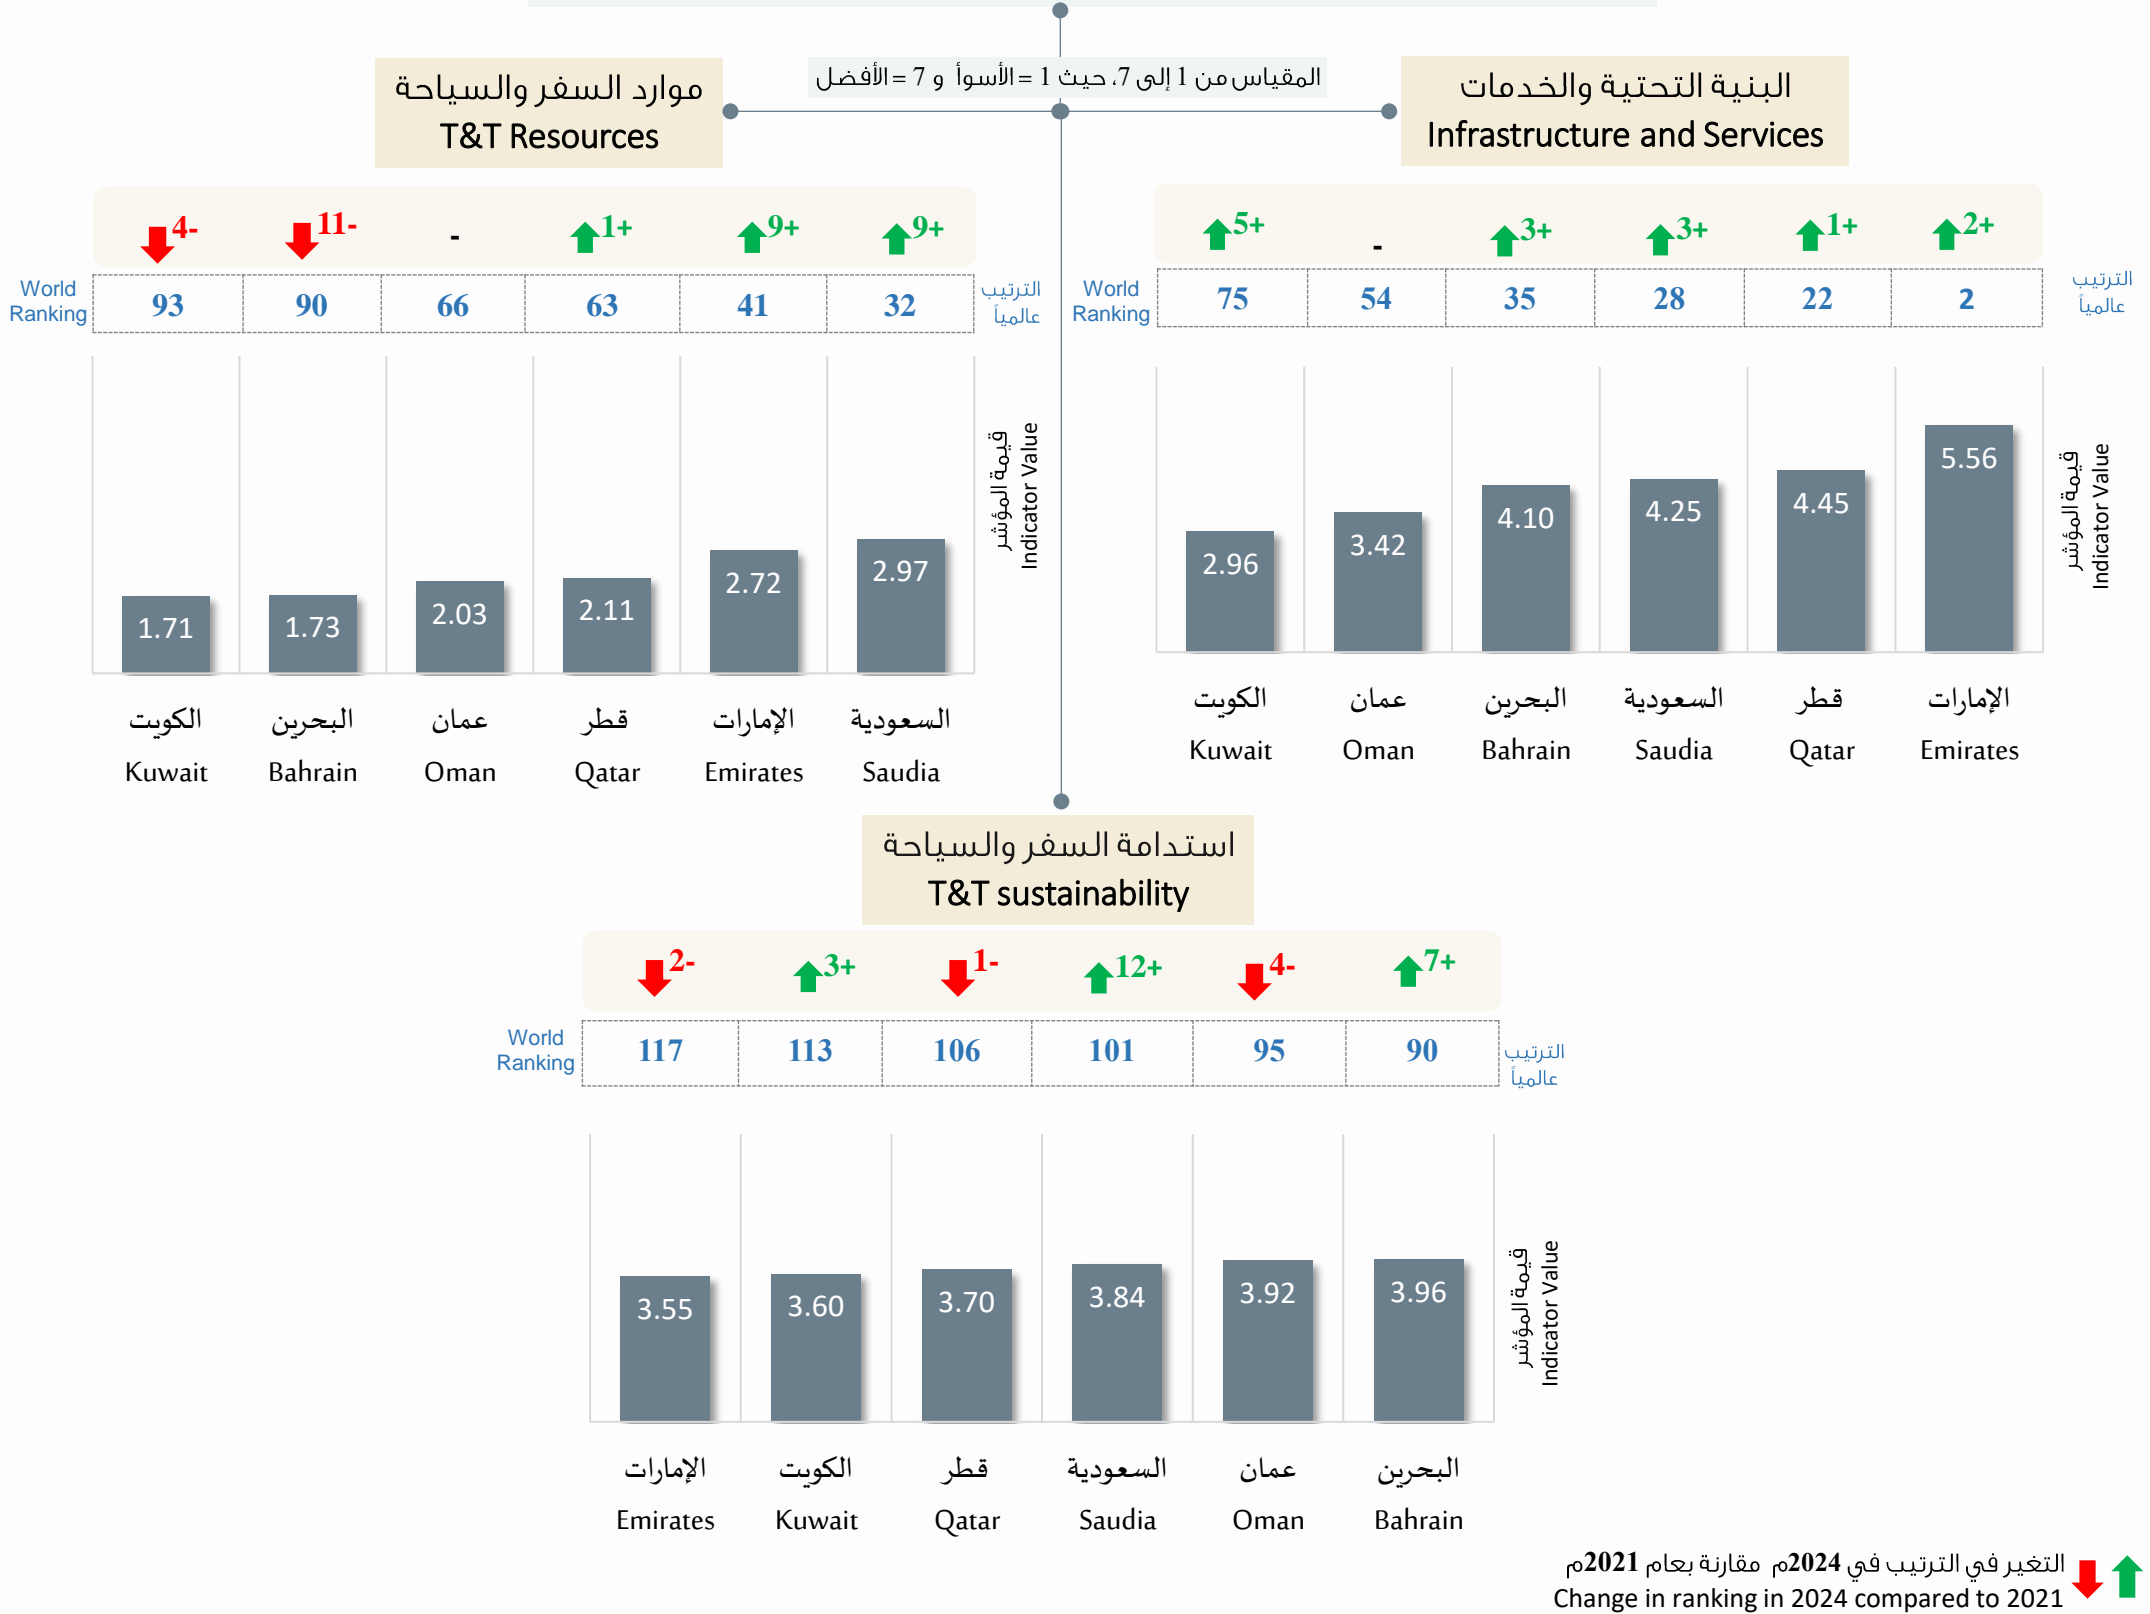 المقياس من 1 إلى 7، حيث 1 = الأسوأ و 7 = الأفضل
موارد السفر والسياحة
T&T Resources
4- 11- - 1+ 9+ 9+
World Ranking 93 90 66 63 41 32 الترتيب عالمياً
1.71 1.73 2.03 2.11 2.72 2.97
قيمة المؤشر
Indicator Value
الكويت البحرين عمان قطر الإمارات السعودية
Kuwait Bahrain Oman Qatar Emirates Saudia
البنية التحتية والخدمات
Infrastructure and Services
5+ - 3+ 3+ 1+ 2+
World Ranking 75 54 35 28 22 2 الترتيب عالمياً
2.96 3.42 4.10 4.25 4.45 5.56
قيمة المؤشر
Indicator Value
الكويت عمان البحرين السعودية قطر الإمارات
Kuwait Oman Bahrain Saudia Qatar Emirates
استدامة السفر والسياحة
T&T sustainability
2- 3+ 1- 12+ 4- 7+
World Ranking 117 113 106 101 95 90 الترتيب عالمياً
3.55 3.60 3.70 3.84 3.92 3.96
قيمة المؤشر
Indicator Value
الإمارات الكويت قطر السعودية عمان البحرين
Emirates Kuwait Qatar Saudia Oman Bahrain
التغير في الترتيب في 2024م مقارنة بعام 2021م
Change in ranking in 2024 compared to 2021